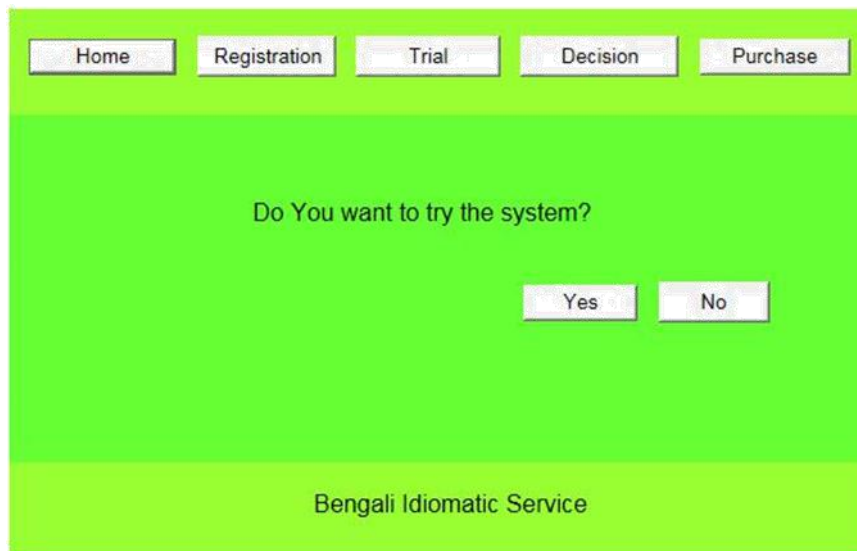 Home Registration Trial Decision Purchase
Do You want to try the system?
Yes No
Bengali Idiomatic Service